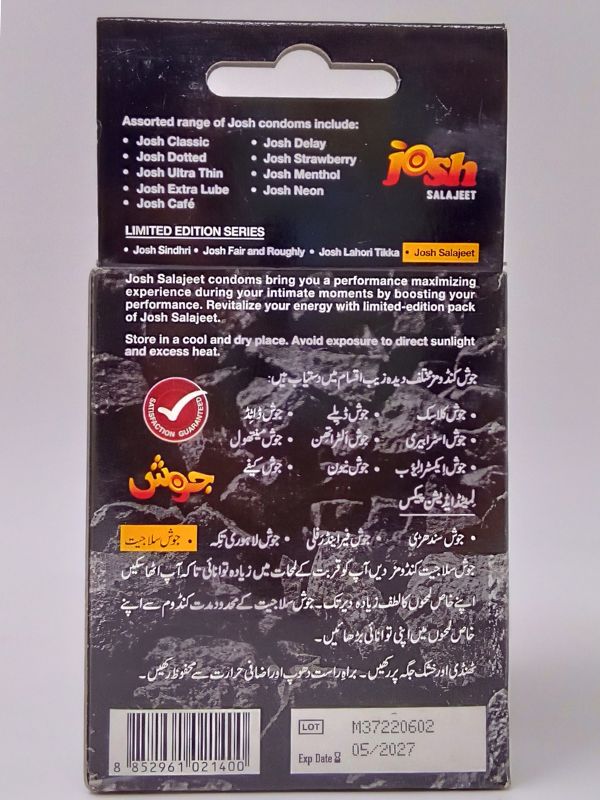 Assorted range of Josh condoms include:
• Josh Classic • Josh Delay
• Josh Dotted • Josh Strawberry
• Josh Ultra Thin • Josh Menthol
• Josh Extra Lube • Josh Neon
• Josh Café
josh
SALAJEET
LIMITED EDITION SERIES
• Josh Sindhri • Josh Fair and Roughly • Josh Lahori Tikka • Josh Salajeet
Josh Salajeet condoms bring you a performance maximizing
experience during your intimate moments by boosting your
performance. Revitalize your energy with limited-edition pack
of Josh Salajeet.
Store in a cool and dry place. Avoid exposure to direct sunlight
and excess heat.
جوش کنڈومز مختلف دیدہ زیب اقسام میں دستیاب ہیں:
• جوش کلاسک • جوش ڈیلے • جوش ڈاٹڈ
• جوش اسٹرابیری • جوش الٹرا تھن • جوش مینتھول
• جوش ایکسٹرا لیوب • جوش نیون • جوش کیفے
SATISFACTION GUARANTEED
جوش
لمیٹڈ ایڈیشن پیکس
• جوش سندھڑی • جوش فیر اینڈ رفلی • جوش لاہوری تکہ • جوش سلاجیت
جوش سلاجیت کنڈومز دیں آپ کو قربت کے لمحات میں زیادہ توانائی تاکہ آپ اٹھا سکیں
اپنے خاص لمحوں کا لطف زیادہ دیر تک۔ جوش سلاجیت کے محدود مدت کنڈوم سے اپنے
خاص لمحوں میں اپنی توانائی بڑھائیں۔
ٹھنڈی اور خشک جگہ پر رکھیں۔ براہ راست دھوپ اور اضافی حرارت سے محفوظ رکھیں۔
8 852961 021400
LOT M37220602
Exp Date 05/2027